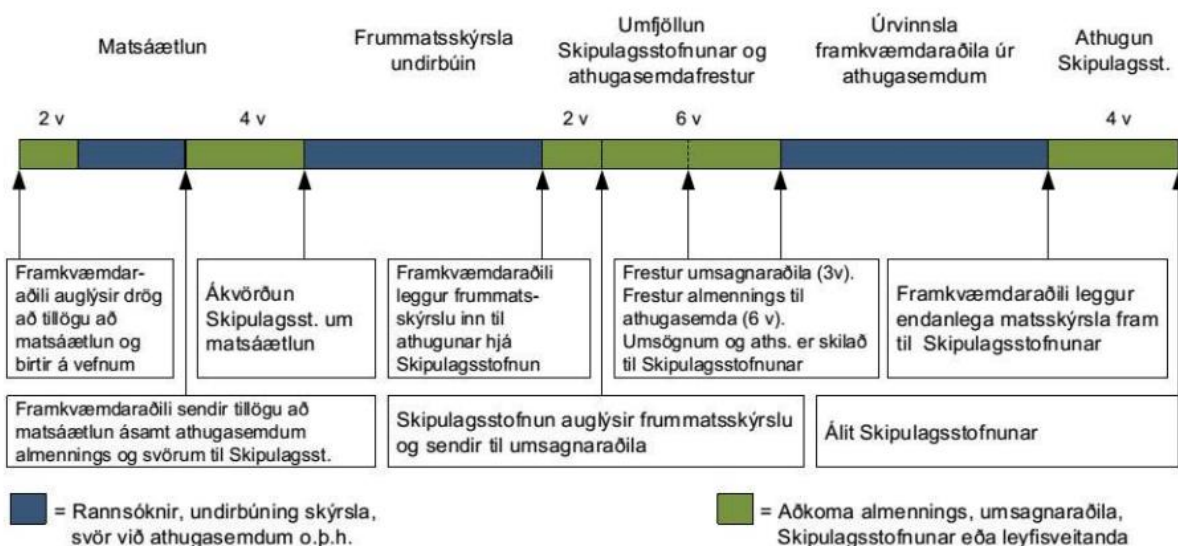 Matsáætlun
Frummatsskýrsla
undirbúin
Umfjöllun
Skipulagsstofnunar og
athugasemdafrestur
Úrvinnsla
framkvæmdaraðila úr
athugasemdum
Athugun
Skipulagsst.
2 v
4 v
2 v
6 v
4 v
Framkvæmdar-
aðili auglýsir drög
að tillögu að
matsáætlun og
birtir á vefnum
Ákvörðun
Skipulagsst. um
matsáætlun
Framkvæmdaraðili
leggur frummats-
skýrslu inn til
athugunar hjá
Skipulagsstofnun
Frestur umsagnaraðila (3v).
Frestur almennings til
athugasemda (6 v).
Umsögnum og aths. er skilað
til Skipulagsstofnunar
Framkvæmdaraðili leggur
endanlega matsskýrsla fram
til Skipulagsstofnunar
Framkvæmdaraðili sendir tillögu að
matsáætlun ásamt athugasemdum
almennings og svörum til Skipulagsst.
Skipulagsstofnun auglýsir frummatsskýrslu
og sendir til umsagnaraðila
Álit Skipulagsstofnunar
= Rannsóknir, undirbúning skýrsla,
svör við athugasemdum o.þ.h.
= Aðkoma almennings, umsagnaraðila,
Skipulagsstofnunar eða leyfisveitanda